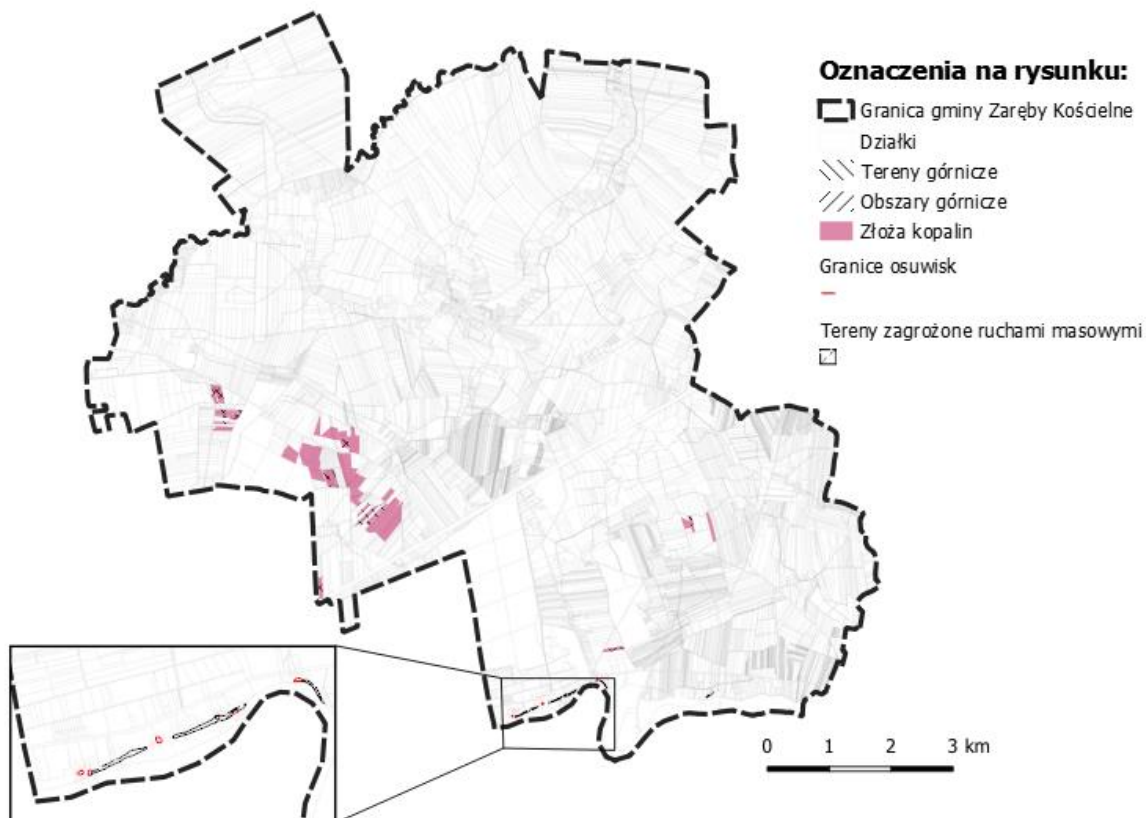 Oznaczenia na rysunku:
Granica gminy Zaręby Kościelne
Działki
Tereny górnicze
Obszary górnicze
Złoża kopalin
Granice osuwisk
Tereny zagrożone ruchami masowymi
0 1 2 3 km